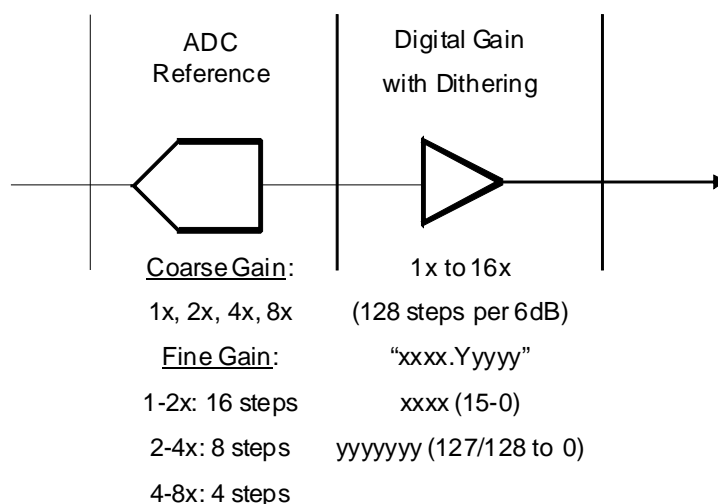 ADC
Reference
Digital Gain
with Dithering
Coarse Gain:
1x, 2x, 4x, 8x
Fine Gain:
1-2x: 16 steps
2-4x: 8 steps
4-8x: 4 steps
1x to 16x
(128 steps per 6dB)
“xxxx.Yyyyy”
xxxx (15-0)
yyyyyyy (127/128 to 0)